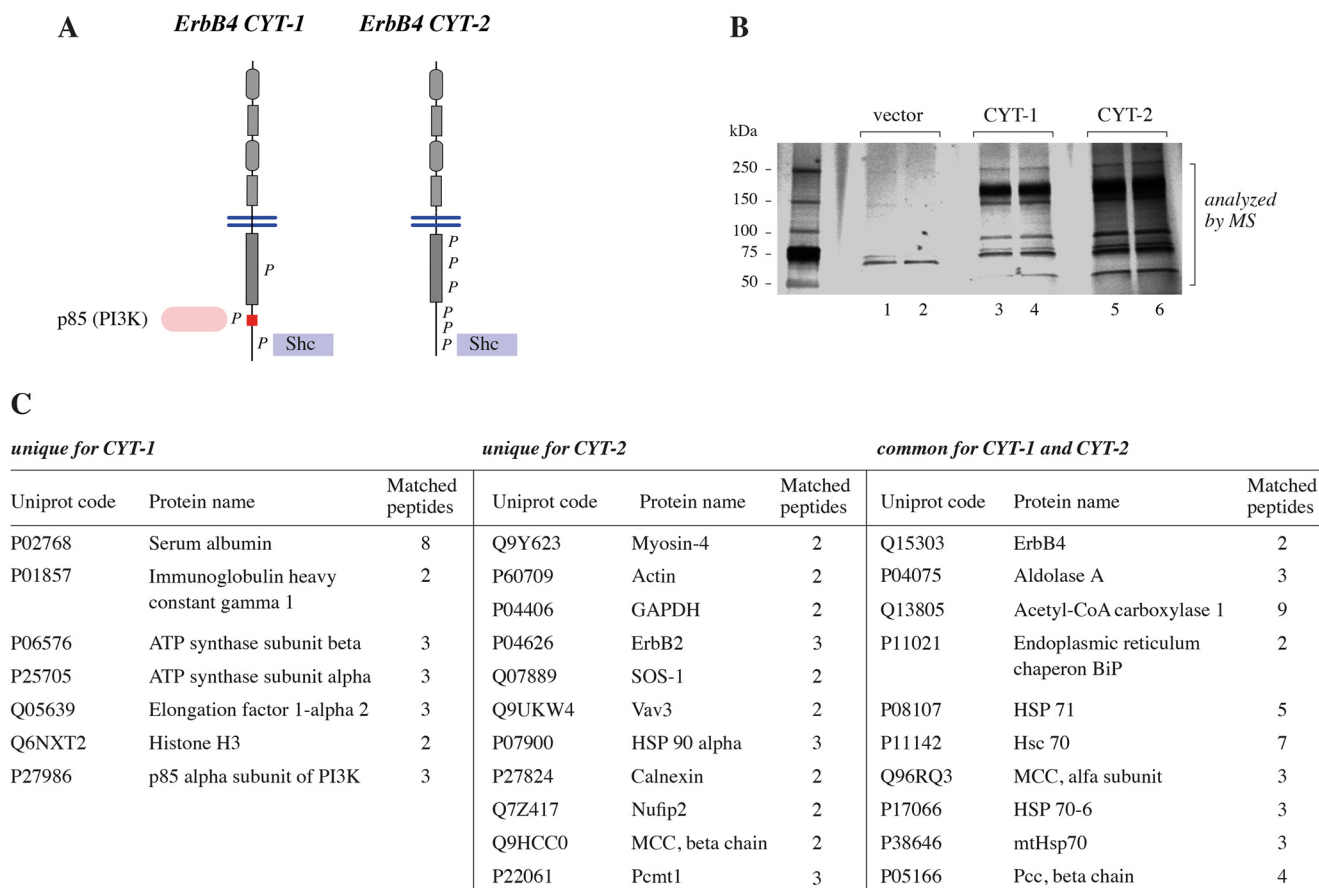 A
ErbB4 CYT-1
ErbB4 CYT-2
P
P
P
P
p85 (PI3K)
P
P
P
P
Shc
P
Shc
B
vector
CYT-1
CYT-2
kDa
250
150
100
75
50
analyzed
by MS
1 2 3 4 5 6
C
unique for CYT-1
Uniprot code Protein name Matched
peptides
P02768 Serum albumin 8
P01857 Immunoglobulin heavy 2
constant gamma 1
P06576 ATP synthase subunit beta 3
P25705 ATP synthase subunit alpha 3
Q05639 Elongation factor 1-alpha 2 3
Q6NXT2 Histone H3 2
P27986 p85 alpha subunit of PI3K 3
unique for CYT-2
Uniprot code Protein name Matched
peptides
Q9Y623 Myosin-4 2
P60709 Actin 2
P04406 GAPDH 2
P04626 ErbB2 3
Q07889 SOS-1 2
Q9UKW4 Vav3 2
P07900 HSP 90 alpha 3
P27824 Calnexin 2
Q7Z417 Nufip2 2
Q9HCC0 MCC, beta chain 2
P22061 Pcmt1 3
common for CYT-1 and CYT-2
Uniprot code Protein name Matched
peptides
Q15303 ErbB4 2
P04075 Aldolase A 3
Q13805 Acetyl-CoA carboxylase 1 9
P11021 Endoplasmic reticulum 2
chaperon BiP
P08107 HSP 71 5
P11142 Hsc 70 7
Q96RQ3 MCC, alfa subunit 3
P17066 HSP 70-6 3
P38646 mtHsp70 3
P05166 Pcc, beta chain 4